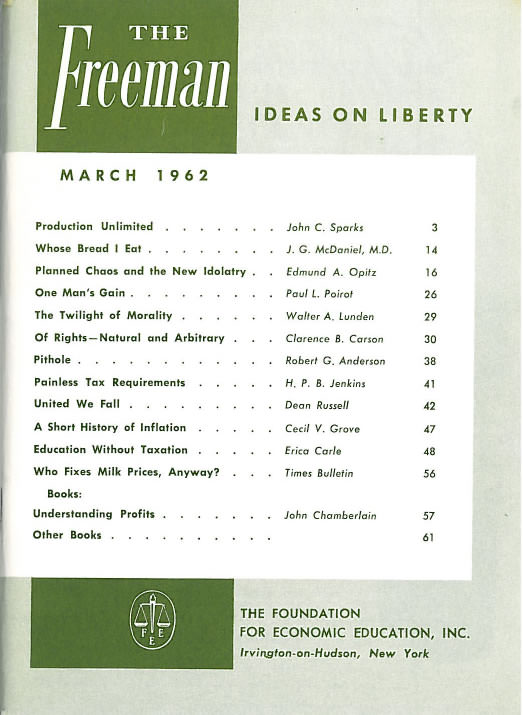 THE
Freeman
IDEAS ON LIBERTY
MARCH 1962
Production Unlimited . . . . . . . John C. Sparks 3
Whose Bread I Eat . . . . . . . . J. G. McDaniel, M.D. 14
Planned Chaos and the New Idolatry . . Edmund A. Opitz 16
One Man's Gain . . . . . . . . . Paul L. Poirot 26
The Twilight of Morality . . . . . . Walter A. Lunden 29
Of Rights—Natural and Arbitrary . . . Clarence B. Carson 30
Pithole . . . . . . . . . . . . Robert G. Anderson 38
Painless Tax Requirements . . . . . H. P. B. Jenkins 41
United We Fall . . . . . . . . . Dean Russell 42
A Short History of Inflation . . . . . Cecil V. Grove 47
Education Without Taxation . . . . . Erica Carle 48
Who Fixes Milk Prices, Anyway? . . . Times Bulletin 56
Books:
Understanding Profits . . . . . . . John Chamberlain 57
Other Books . . . . . . . . . . 61
F E E
THE FOUNDATION
FOR ECONOMIC EDUCATION, INC.
Irvington-on-Hudson, New York